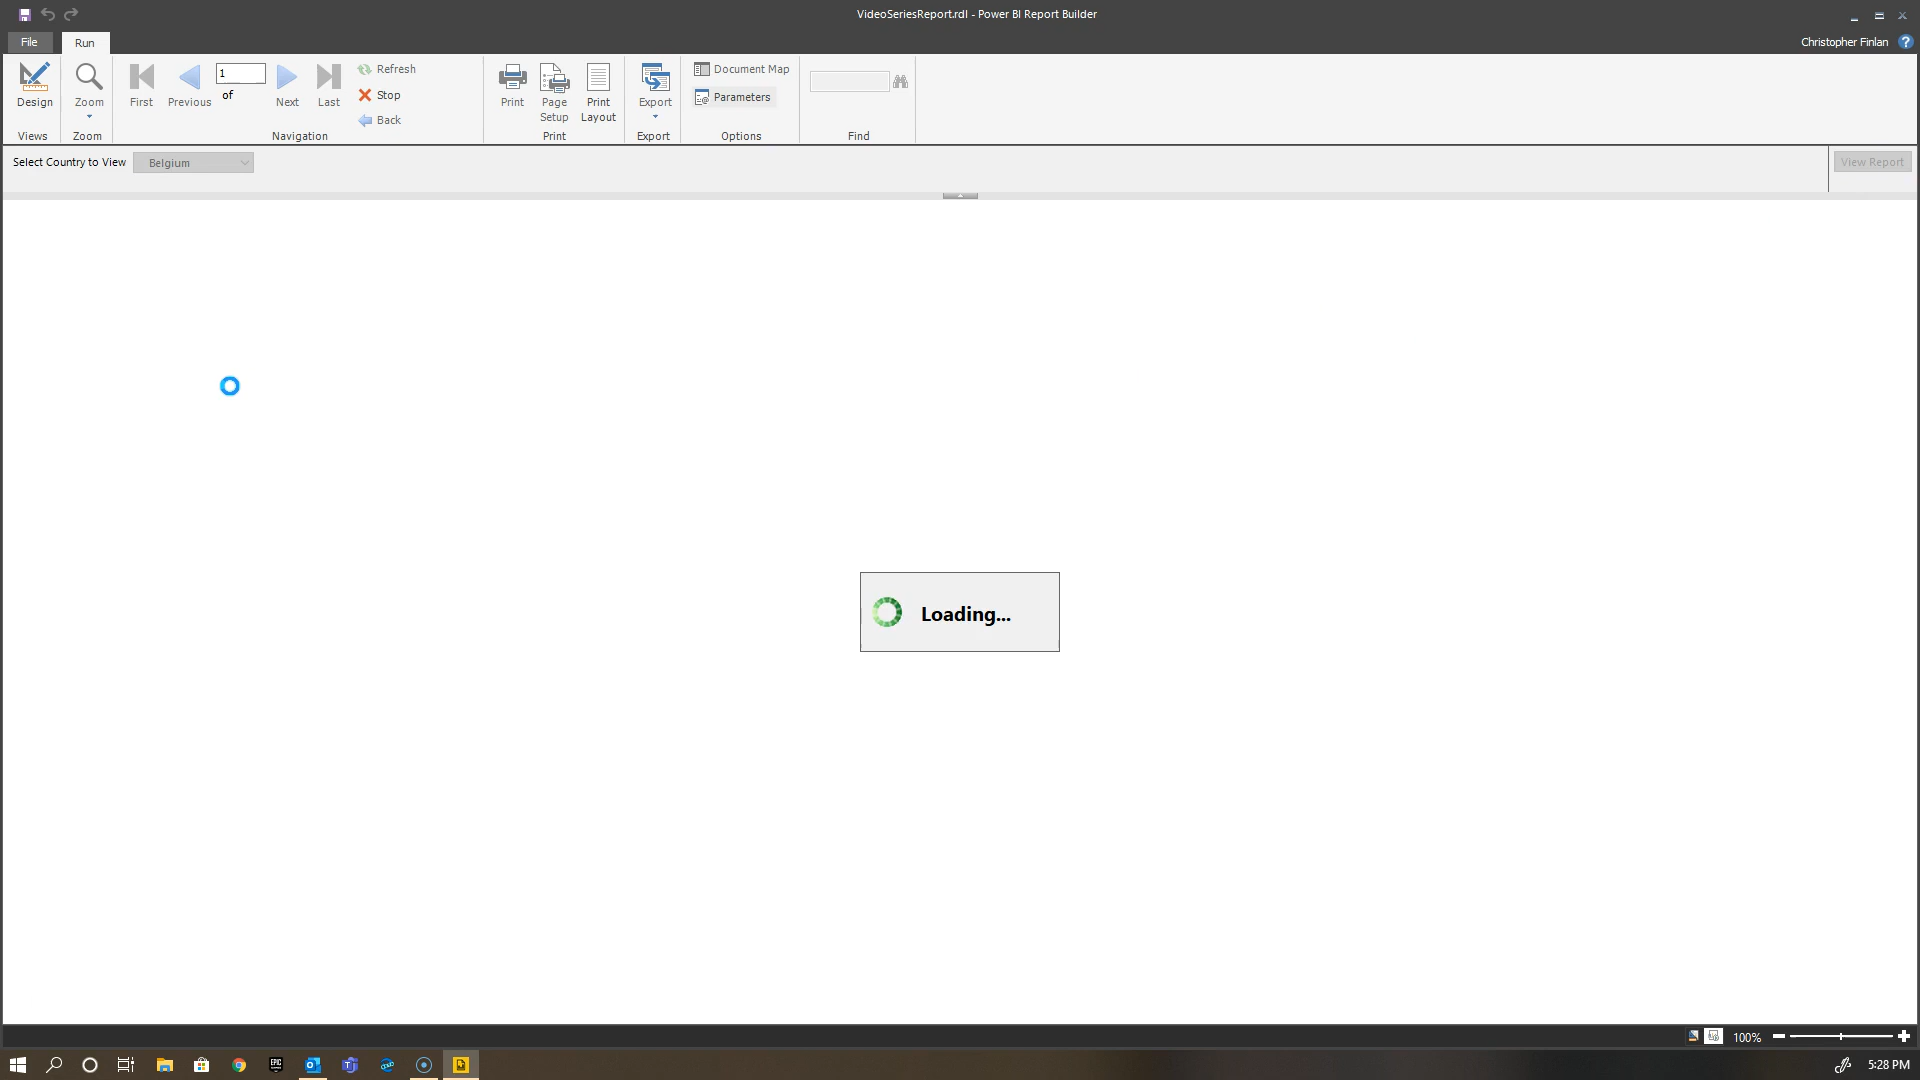 VideoSeriesReport.rdl - Power BI Report Builder
File
Run
Christopher Finlan
?
Design
Zoom
First
Previous
1
of
Next
Last
Refresh
Stop
Back
Print
Page
Setup
Print
Layout
Export
Document Map
Parameters
Views
Zoom
Navigation
Print
Export
Options
Find
Select Country to View
Belgium
View Report
Loading...
100%
EPIC
5:28 PM